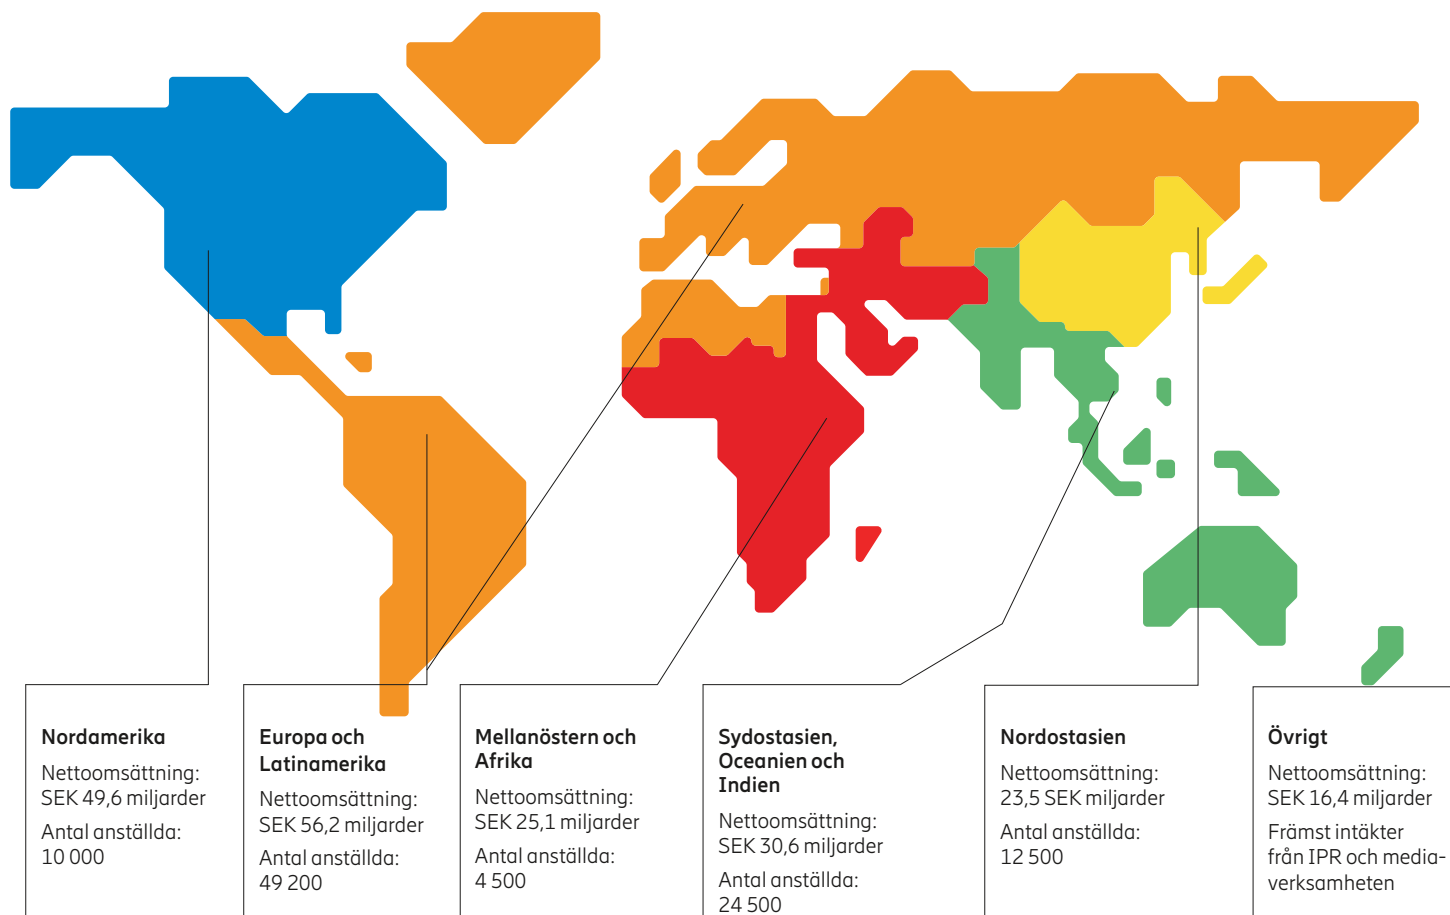 Nordamerika
Nettoomsättning:
SEK 49,6 miljarder
Antal anställda:
10 000
Europa och
Latinamerika
Nettoomsättning:
SEK 56,2 miljarder
Antal anställda:
49 200
Mellanöstern och
Afrika
Nettoomsättning:
SEK 25,1 miljarder
Antal anställda:
4 500
Sydostasien,
Oceanien och
Indien
Nettoomsättning:
SEK 30,6 miljarder
Antal anställda:
24 500
Nordostasien
Nettoomsättning:
23,5 SEK miljarder
Antal anställda:
12 500
Övrigt
Nettoomsättning:
SEK 16,4 miljarder
Främst intäkter
från IPR och media-
verksamheten